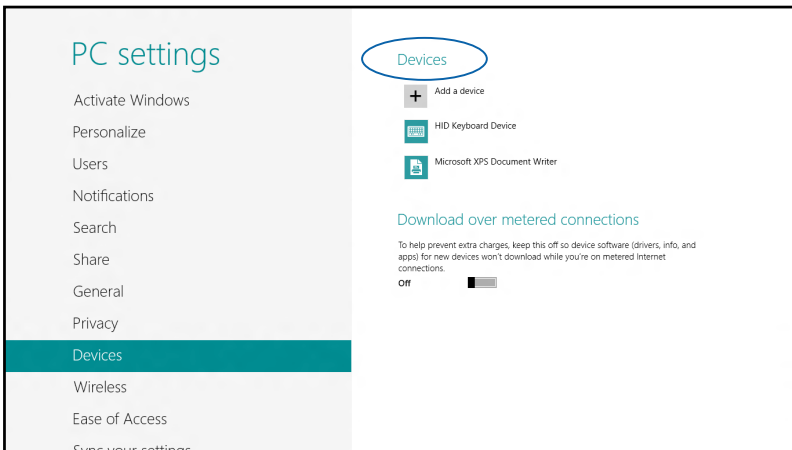 PC settings
Activate Windows
Personalize
Users
Notifications
Search
Share
General
Privacy
Devices
Wireless
Ease of Access
Sync your settings
Devices
Add a device
HID Keyboard Device
Microsoft XPS Document Writer
Download over metered connections
To help prevent extra charges, keep this off so device software (drivers, info, and
apps) for new devices won't download while you're on metered Internet
connections.
Off